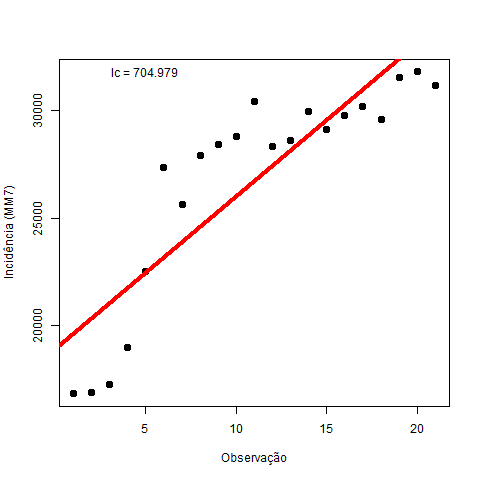 Ic = 704.979
30000
25000
20000
Incidência (MM7)
5 10 15 20
Observação